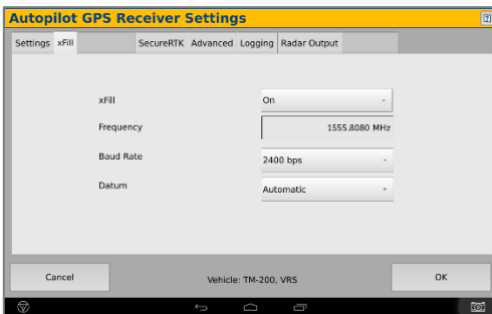 Autopilot GPS Receiver Settings
Settings xFill SecureRTK Advanced Logging Radar Output
xFill On
Frequency 1555.8080 MHz
Baud Rate 2400 bps
Datum Automatic
Cancel Vehicle: TM-200, VRS OK